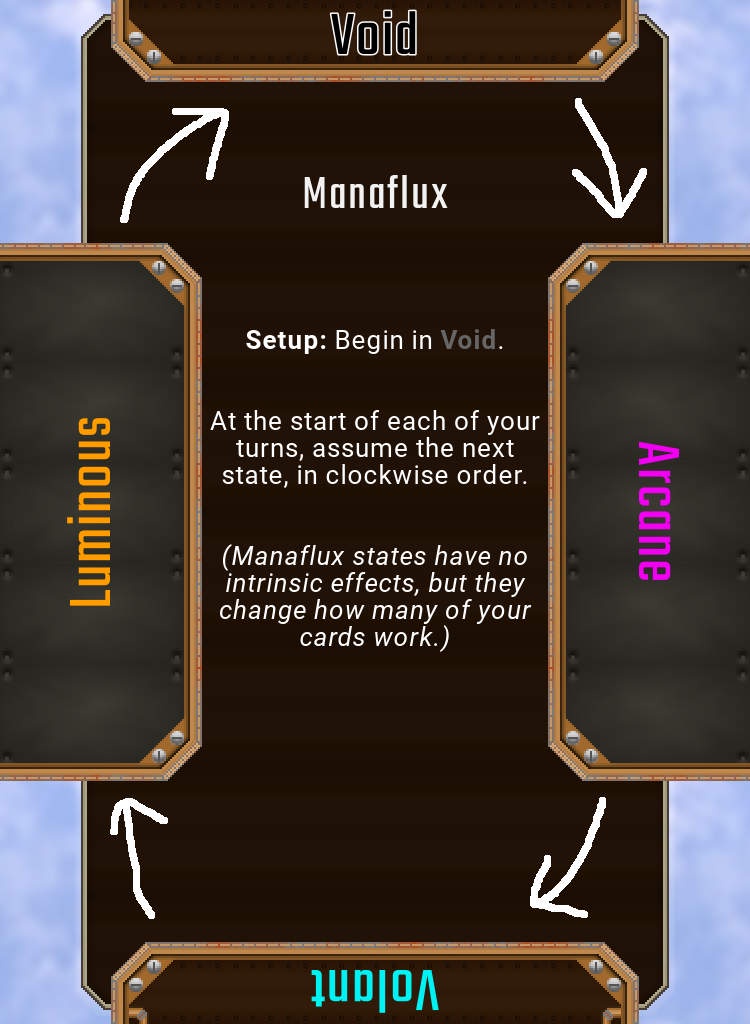 Void
Manaflux
Setup: Begin in Void.
At the start of each of your
turns, assume the next
state, in clockwise order.
(Manaflux states have no
intrinsic effects, but they
change how many of your
cards work.)
Luminous
Arcane
Volant